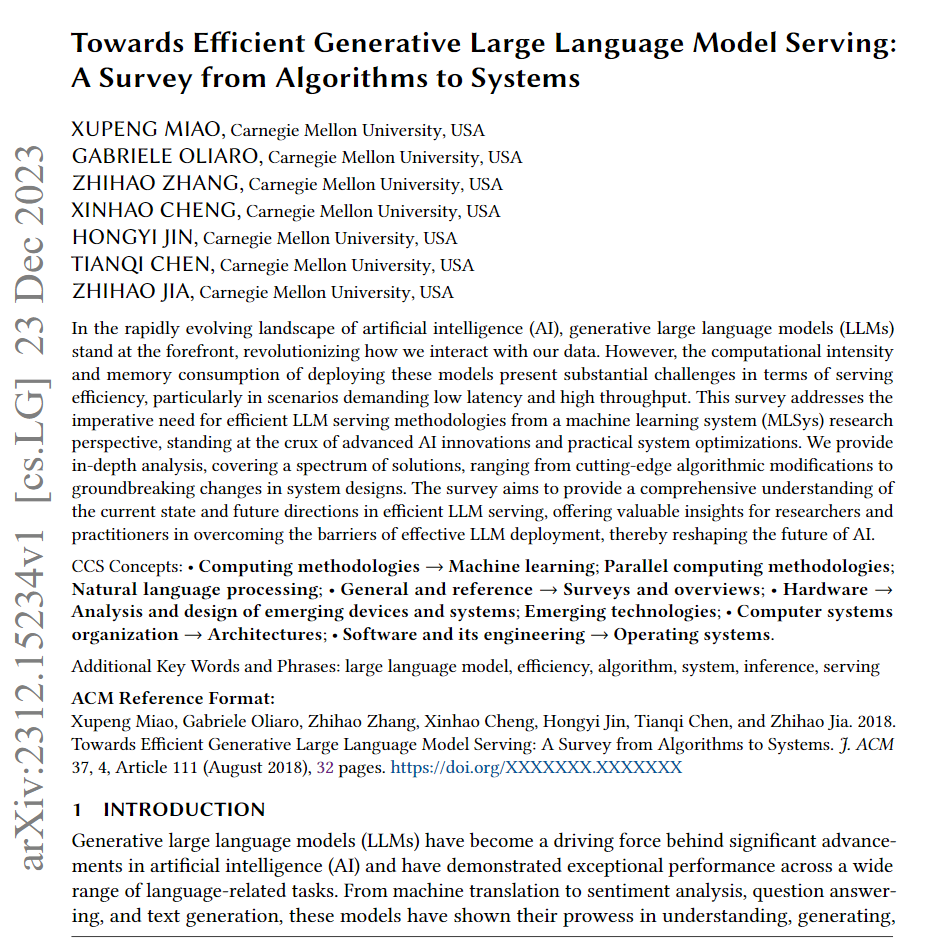 Towards Efficient Generative Large Language Model Serving:
A Survey from Algorithms to Systems
XUPENG MIAO, Carnegie Mellon University, USA
GABRIELE OLIARO, Carnegie Mellon University, USA
ZHIHAO ZHANG, Carnegie Mellon University, USA
XINHAO CHENG, Carnegie Mellon University, USA
HONGYI JIN, Carnegie Mellon University, USA
TIANQI CHEN, Carnegie Mellon University, USA
ZHIHAO JIA, Carnegie Mellon University, USA
In the rapidly evolving landscape of artificial intelligence (AI), generative large language models (LLMs)
stand at the forefront, revolutionizing how we interact with our data. However, the computational intensity
and memory consumption of deploying these models present substantial challenges in terms of serving
efficiency, particularly in scenarios demanding low latency and high throughput. This survey addresses the
imperative need for efficient LLM serving methodologies from a machine learning system (MLSys) research
perspective, standing at the crux of advanced AI innovations and practical system optimizations. We provide
in-depth analysis, covering a spectrum of solutions, ranging from cutting-edge algorithmic modifications to
groundbreaking changes in system designs. The survey aims to provide a comprehensive understanding of
the current state and future directions in efficient LLM serving, offering valuable insights for researchers and
practitioners in overcoming the barriers of effective LLM deployment, thereby reshaping the future of AI.
CCS Concepts: • Computing methodologies → Machine learning; Parallel computing methodologies;
Natural language processing; • General and reference → Surveys and overviews; • Hardware →
Analysis and design of emerging devices and systems; Emerging technologies; • Computer systems
organization → Architectures; • Software and its engineering → Operating systems.
Additional Key Words and Phrases: large language model, efficiency, algorithm, system, inference, serving
ACM Reference Format:
Xupeng Miao, Gabriele Oliaro, Zhihao Zhang, Xinhao Cheng, Hongyi Jin, Tianqi Chen, and Zhihao Jia. 2018.
Towards Efficient Generative Large Language Model Serving: A Survey from Algorithms to Systems. J. ACM
37, 4, Article 111 (August 2018), 32 pages. https://doi.org/XXXXXXX.XXXXXXX
1 INTRODUCTION
Generative large language models (LLMs) have become a driving force behind significant advance-
ments in artificial intelligence (AI) and have demonstrated exceptional performance across a wide
range of language-related tasks. From machine translation to sentiment analysis, question answer-
ing, and text generation, these models have shown their prowess in understanding, generating,
arXiv:2312.15234v1 [cs.LG] 23 Dec 2023